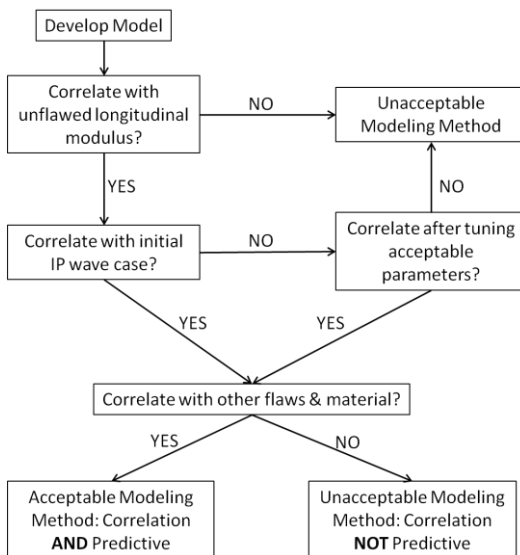 Develop Model
Correlate with
unflawed longitudinal
modulus?
NO
Unacceptable
Modeling Method
YES
NO
Correlate with initial
IP wave case?
NO
Correlate after tuning
acceptable
parameters?
YES
YES
Correlate with other flaws & material?
YES
NO
Acceptable Modeling
Method: Correlation
AND Predictive
Unacceptable Modeling
Method: Correlation
NOT Predictive